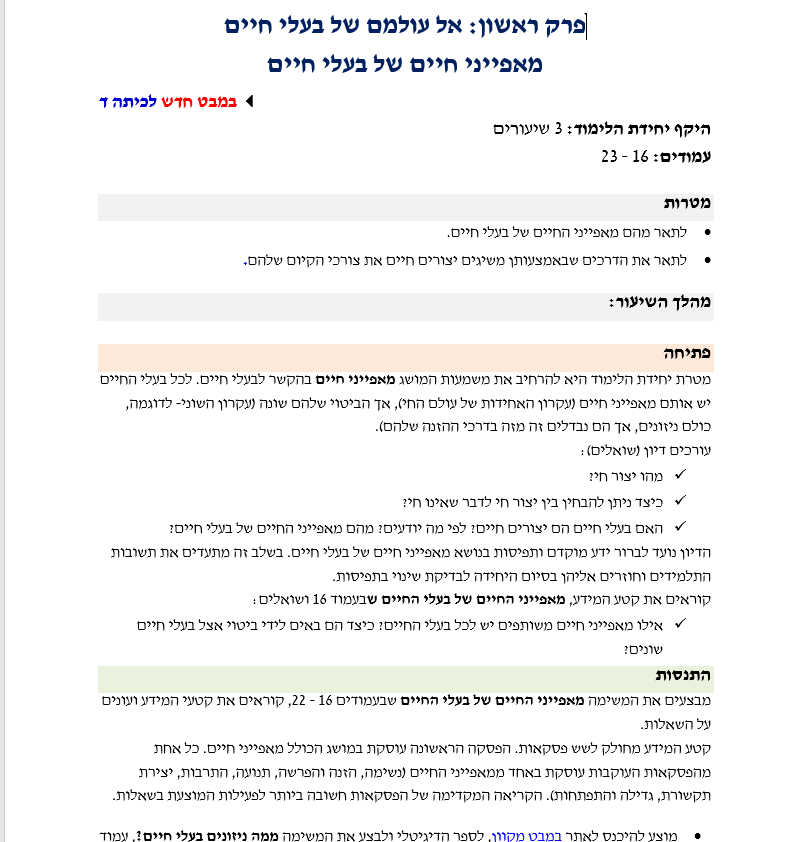 פרק ראשון: אל עולמם של בעלי חיים
מאפייני חיים של בעלי חיים
במבט חדש לכיתה ד
היקף יחידת הלימוד: 3 שיעורים
עמודים: 16 - 23
מטרות
• לתאר מהם מאפייני החיים של בעלי חיים.
• לתאר את הדרכים שבאמצעותן משיגים יצורים חיים את צורכי הקיום שלהם.
מהלך השיעור:
פתיחה
מטרת יחידת הלימוד היא להרחיב את משמעות המושג מאפייני חיים בהקשר לבעלי חיים. לכל בעלי החיים
יש אותם מאפייני חיים (עקרון האחידות של עולם החי), אך הביטוי שלהם שונה (עקרון השוני- לדוגמה,
כולם ניזונים, אך הם נבדלים זה מזה בדרכי ההזנה שלהם).
עורכים דיון (שואלים):
✓ מהו יצור חי?
✓ כיצד ניתן להבחין בין יצור חי לדבר שאינו חי?
✓ האם בעלי חיים הם יצורים חיים? לפי מה יודעים? מהם מאפייני החיים של בעלי חיים?
הדיון נועד לברור ידע מוקדם ותפיסות בנושא מאפייני חיים של בעלי חיים. בשלב זה מתעדים את תשובות
התלמידים וחוזרים אליהן בסיום היחידה לבדיקת שינוי בתפיסות.
קוראים את קטע המידע, מאפייני החיים של בעלי החיים שבעמוד 16 ושואלים:
✓ אילו מאפייני חיים משותפים יש לכל בעלי החיים? כיצד הם באים לידי ביטוי אצל בעלי חיים
שונים?
התנסות
מבצעים את המשימה מאפייני החיים של בעלי החיים שבעמודים 16 - 22, קוראים את קטעי המידע ועונים
על השאלות.
קטע המידע מחולק לשש פסקאות. הפסקה הראשונה עוסקת במושג הכולל מאפייני חיים. כל אחת
מהפסקאות העוקבות עוסקת באחד ממאפייני החיים (נשימה, הזנה והפרשה, תנועה, התרבות, יצירת
תקשורת, גדילה והתפתחות). הקריאה המקדימה של הפסקאות חשובה ביותר לפעילות המוצעת בשאלות.
• מוצע להיכנס לאתר במבט מקוון, לספר הדיגיטלי ולבצע את המשימה ממה ניזונים בעלי חיים?, עמוד